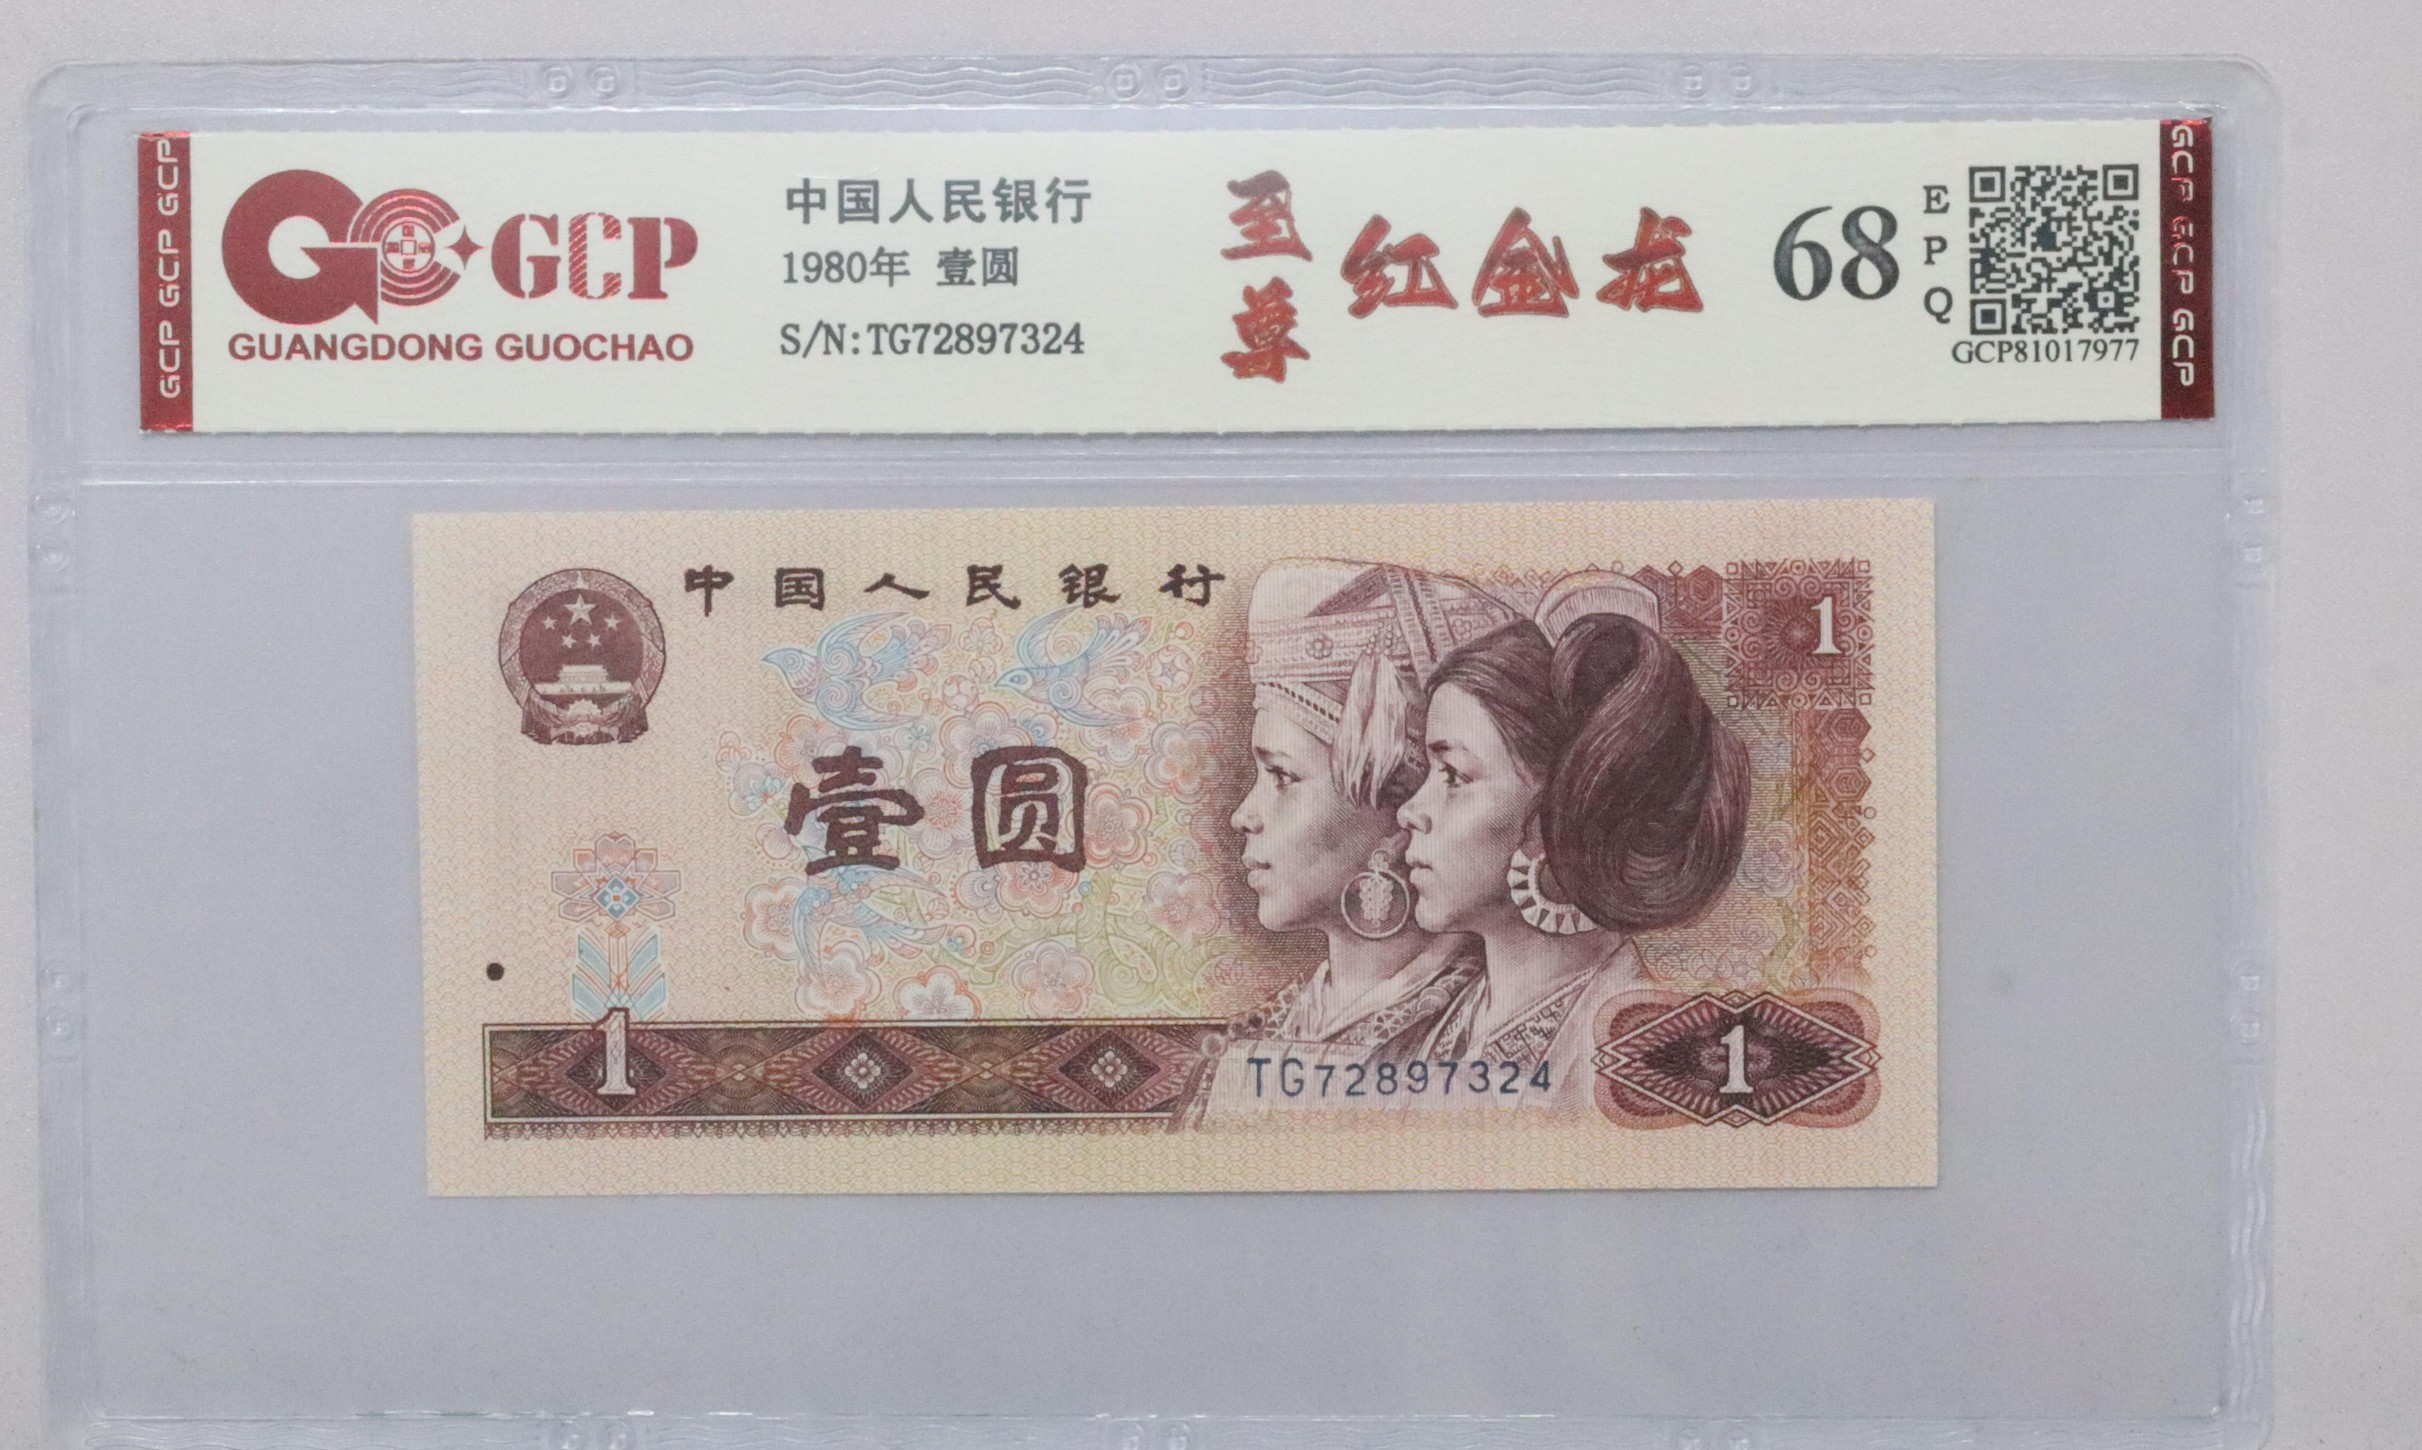 GCP GCP GCP
GCP
GUANGDONG GUOCHAO
中国人民银行
1980年 壹圆
S/N:TG72897324
至尊
红金龙
68
EPQ
GCP81017977
GCP GCP GCP
中国人民银行
1
壹圆
1
TG72897324
1